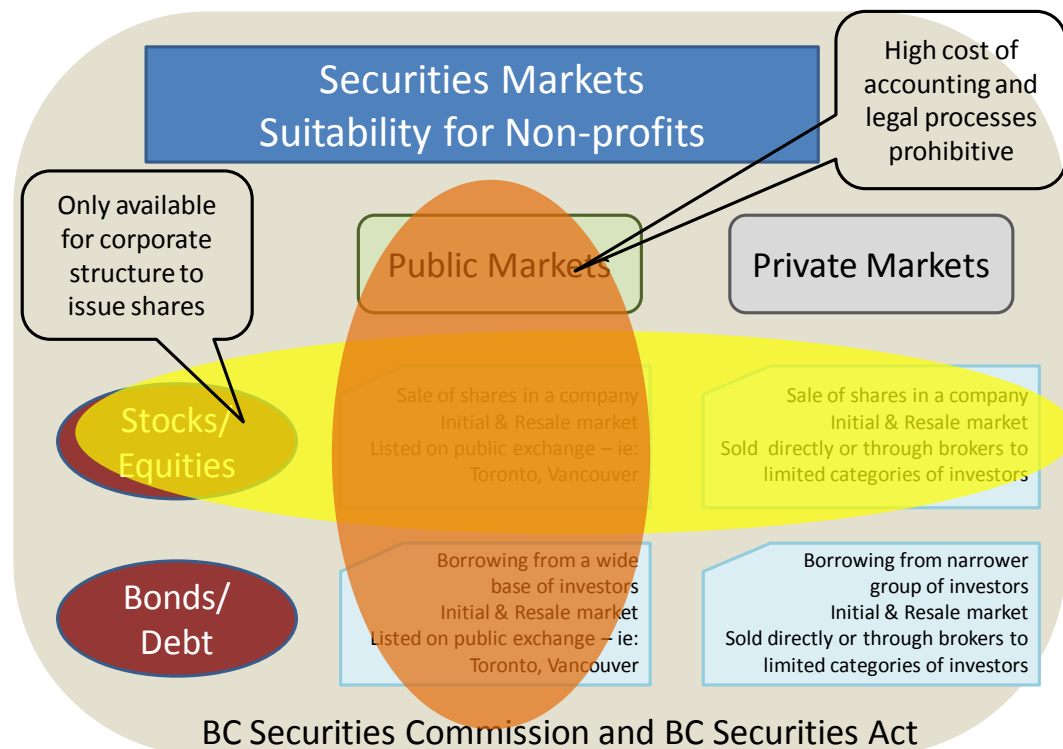 Securities Markets
Suitability for Non-profits
High cost of
accounting and
legal processes
prohibitive
Only available
for corporate
structure to
issue shares
Public Markets
Private Markets
Stocks/
Equities
Sale of shares in a company
Initial & Resale market
Listed on public exchange – ie:
Toronto, Vancouver
Sale of shares in a company
Initial & Resale market
Sold directly or through brokers to
limited categories of investors
Bonds/
Debt
Borrowing from a wide
base of investors
Initial & Resale market
Listed on public exchange – ie:
Toronto, Vancouver
Borrowing from narrower
group of investors
Initial & Resale market
Sold directly or through brokers to
limited categories of investors
BC Securities Commission and BC Securities Act